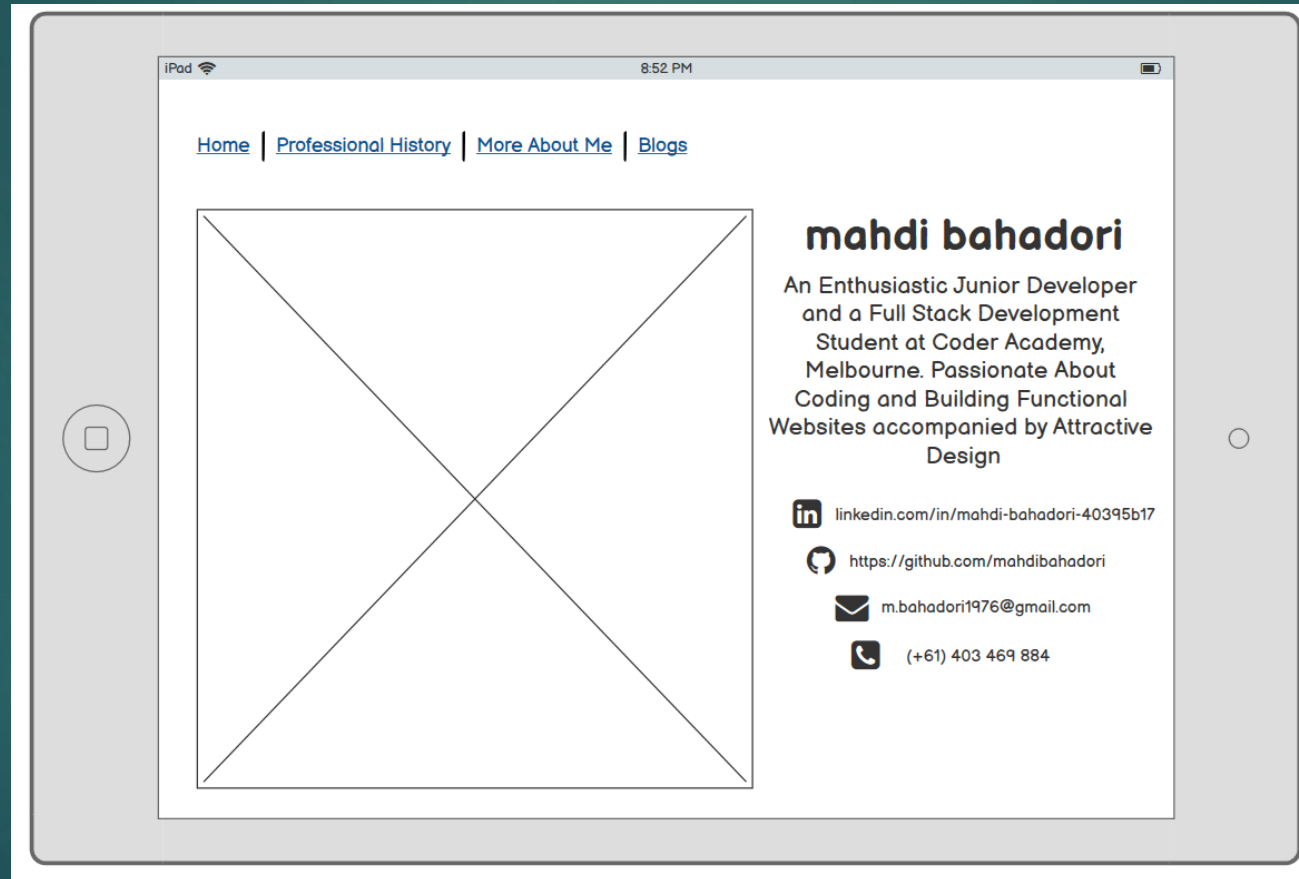 iPad
8:52 PM
Home | Professional History | More About Me | Blogs
mahdi bahadori
An Enthusiastic Junior Developer
and a Full Stack Development
Student at Coder Academy,
Melbourne. Passionate About
Coding and Building Functional
Websites accompanied by Attractive
Design
in linkedin.com/in/mahdi-bahadori-40395b17
https://github.com/mahdibahadori
m.bahadori1976@gmail.com
(+61) 403 469 884